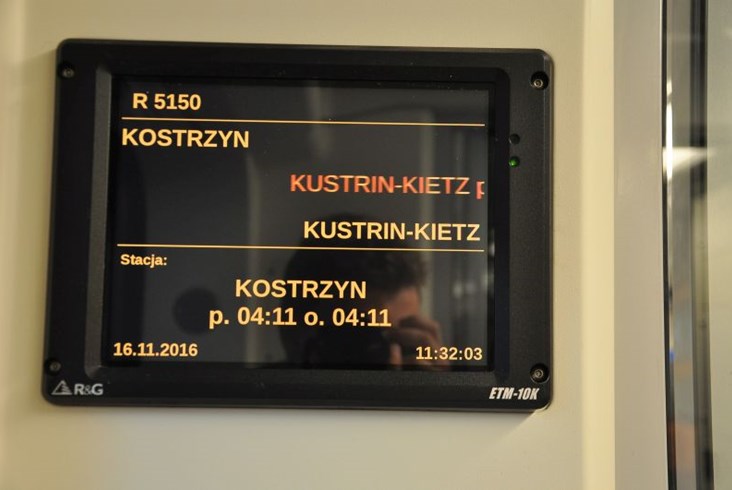 R 5150
KOSTRZYN
KUSTRIN-KIETZ p
KUSTRIN-KIETZ
Stacja:
KOSTRZYN
p. 04:11 o. 04:11
16.11.2016 11:32:03
R&G ETM-10K